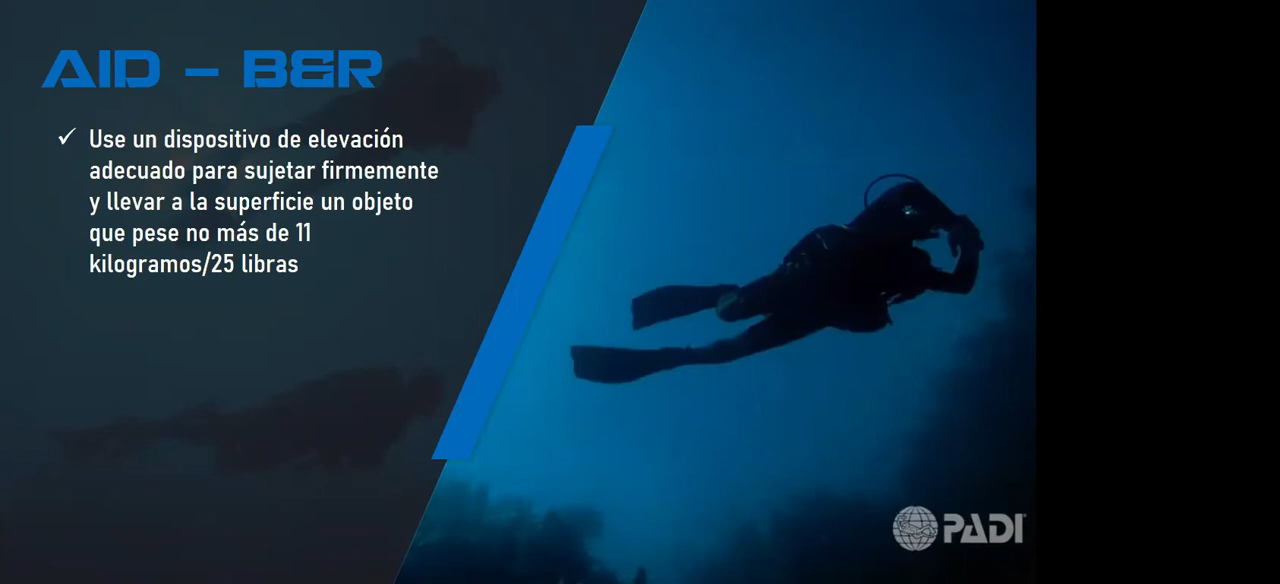 AID – B&R
✓ Use un dispositivo de elevación
adecuado para sujetar firmemente
y llevar a la superficie un objeto
que pese no más de 11
kilogramos/25 libras
PADI